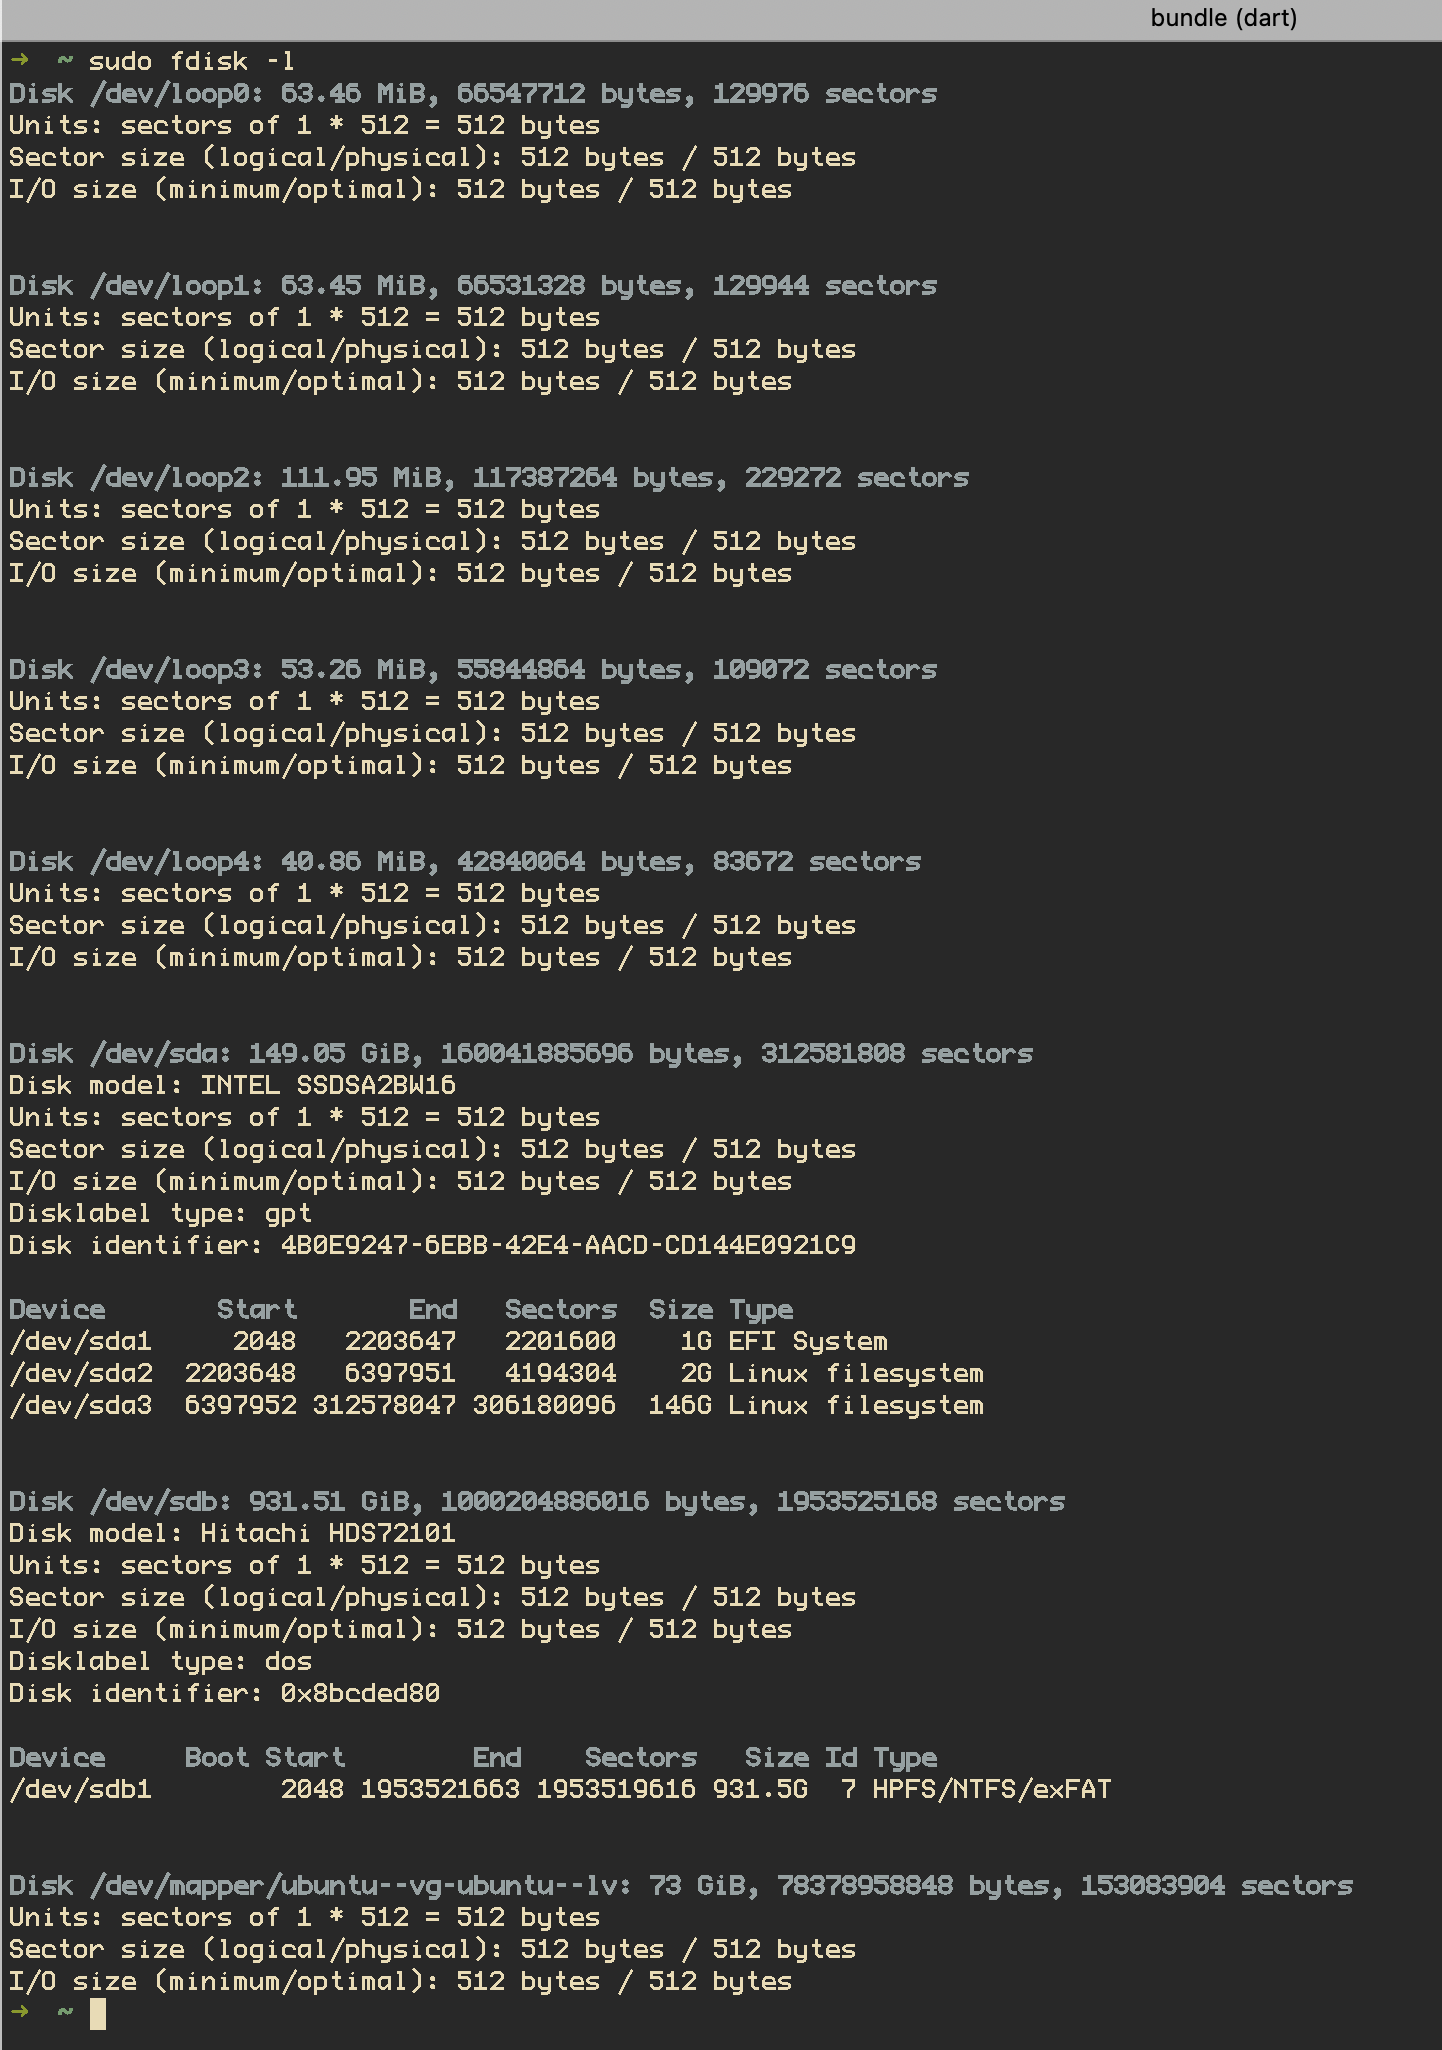 bundle (dart)
→ ~ sudo fdisk -l
Disk /dev/loop0: 63.46 MiB, 66547712 bytes, 129976 sectors
Units: sectors of 1 * 512 = 512 bytes
Sector size (logical/physical): 512 bytes / 512 bytes
I/O size (minimum/optimal): 512 bytes / 512 bytes
Disk /dev/loop1: 63.45 MiB, 66531328 bytes, 129944 sectors
Units: sectors of 1 * 512 = 512 bytes
Sector size (logical/physical): 512 bytes / 512 bytes
I/O size (minimum/optimal): 512 bytes / 512 bytes
Disk /dev/loop2: 111.95 MiB, 117387264 bytes, 229272 sectors
Units: sectors of 1 * 512 = 512 bytes
Sector size (logical/physical): 512 bytes / 512 bytes
I/O size (minimum/optimal): 512 bytes / 512 bytes
Disk /dev/loop3: 53.26 MiB, 55844864 bytes, 109072 sectors
Units: sectors of 1 * 512 = 512 bytes
Sector size (logical/physical): 512 bytes / 512 bytes
I/O size (minimum/optimal): 512 bytes / 512 bytes
Disk /dev/loop4: 40.86 MiB, 42840064 bytes, 83672 sectors
Units: sectors of 1 * 512 = 512 bytes
Sector size (logical/physical): 512 bytes / 512 bytes
I/O size (minimum/optimal): 512 bytes / 512 bytes
Disk /dev/sda: 149.05 GiB, 160041885696 bytes, 312581808 sectors
Disk model: INTEL SSDSA2BW16
Units: sectors of 1 * 512 = 512 bytes
Sector size (logical/physical): 512 bytes / 512 bytes
I/O size (minimum/optimal): 512 bytes / 512 bytes
Disklabel type: gpt
Disk identifier: 4B0E9247-6EBB-42E4-AACD-CD144E0921C9
Device Start End Sectors Size Type
/dev/sda1 2048 2203647 2201600 1G EFI System
/dev/sda2 2203648 6397951 4194304 2G Linux filesystem
/dev/sda3 6397952 312578047 306180096 146G Linux filesystem
Disk /dev/sdb: 931.51 GiB, 1000204886016 bytes, 1953525168 sectors
Disk model: Hitachi HDS72101
Units: sectors of 1 * 512 = 512 bytes
Sector size (logical/physical): 512 bytes / 512 bytes
I/O size (minimum/optimal): 512 bytes / 512 bytes
Disklabel type: dos
Disk identifier: 0x8bcded80
Device Boot Start End Sectors Size Id Type
/dev/sdb1 2048 1953521663 1953519616 931.5G 7 HPFS/NTFS/exFAT
Disk /dev/mapper/ubuntu--vg-ubuntu--lv: 73 GiB, 78378958848 bytes, 153083904 sectors
Units: sectors of 1 * 512 = 512 bytes
Sector size (logical/physical): 512 bytes / 512 bytes
I/O size (minimum/optimal): 512 bytes / 512 bytes
→ ~